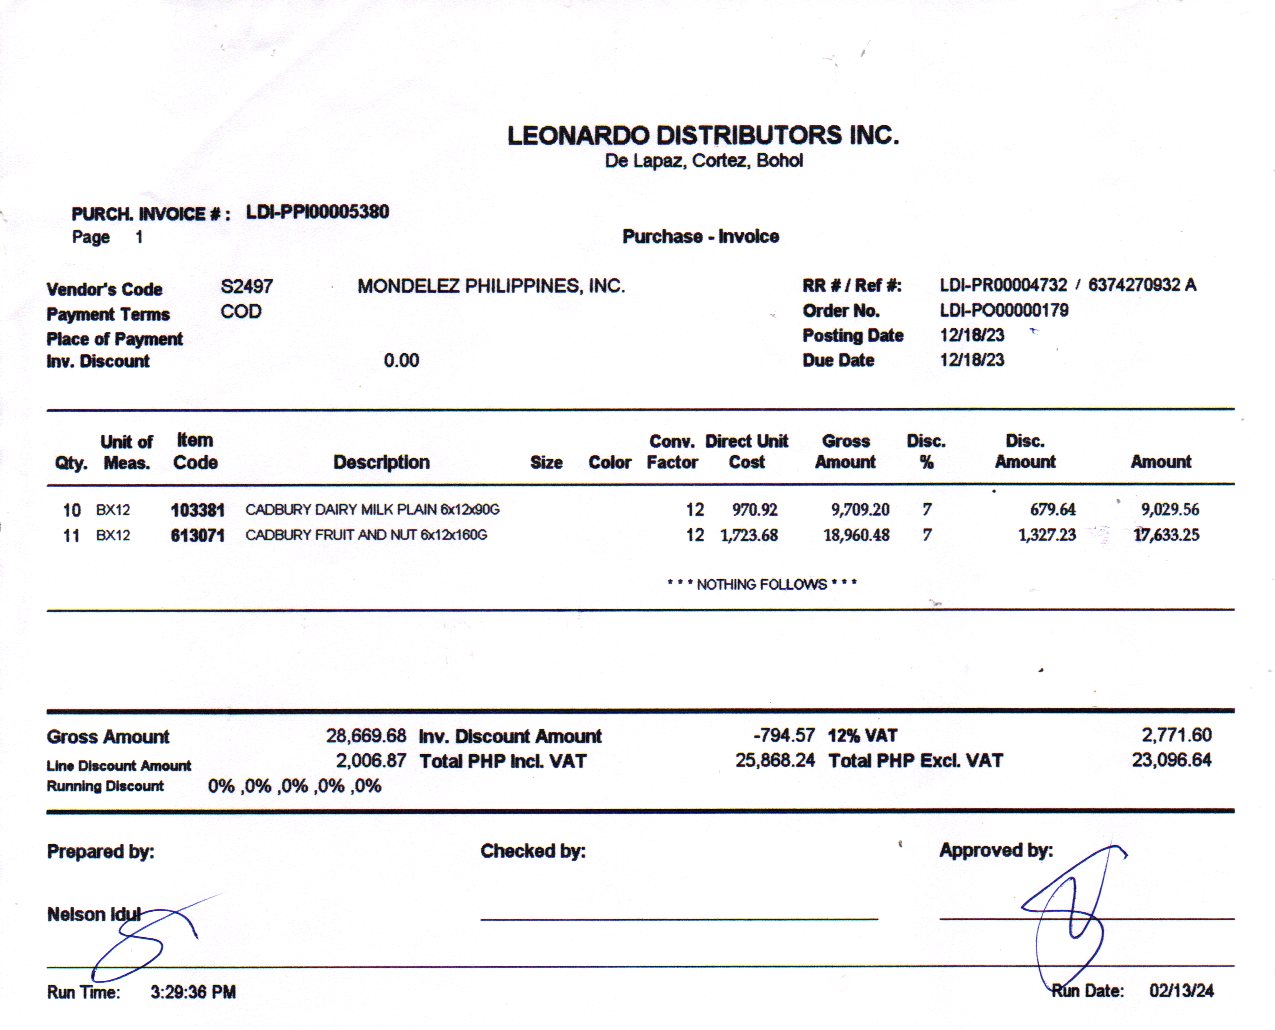 LEONARDO DISTRIBUTORS INC.
De Lapaz, Cortez, Bohol
PURCH. INVOICE # : LDI-PPI00005380
Page 1 Purchase - Invoice
Vendor's Code S2497 MONDELEZ PHILIPPINES, INC. RR # / Ref #: LDI-PR00004732 / 6374270932 A
Payment Terms COD Order No. LDI-PO00000179
Place of Payment Posting Date 12/18/23
Inv. Discount 0.00 Due Date 12/18/23
Unit of Item Conv. Direct Unit Gross Disc. Disc.
Qty. Meas. Code Description Size Color Factor Cost Amount % Amount Amount
10 BX12 103381 CADBURY DAIRY MILK PLAIN 6x12x90G 12 970.92 9,709.20 7 679.64 9,029.56
11 BX12 613071 CADBURY FRUIT AND NUT 6x12x160G 12 1,723.68 18,960.48 7 1,327.23 17,633.25
* * * NOTHING FOLLOWS * * *
Gross Amount 28,669.68 Inv. Discount Amount -794.57 12% VAT 2,771.60
Line Discount Amount 2,006.87 Total PHP Incl. VAT 25,868.24 Total PHP Excl. VAT 23,096.64
Running Discount 0% ,0% ,0% ,0% ,0%
Prepared by: Checked by: Approved by:
Nelson Idul
Run Time: 3:29:36 PM Run Date: 02/13/24